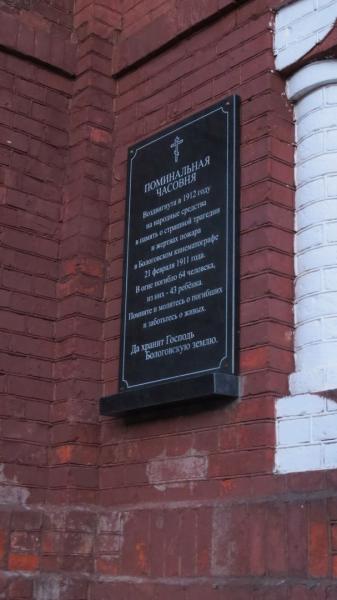 ПОМИНАЛЬНАЯ
ЧАСОВНЯ
Воздвигнута в 1912 году
на народные средства
в память о страшной трагедии
и жертвах пожара
в Бологовском кинематографе
21 февраля 1911 года.
В огне погибло 64 человека,
из них - 43 ребёнка.
Помните и молитесь о погибших
и заботьтесь о живых.
Да хранит Господь
Бологовскую землю.